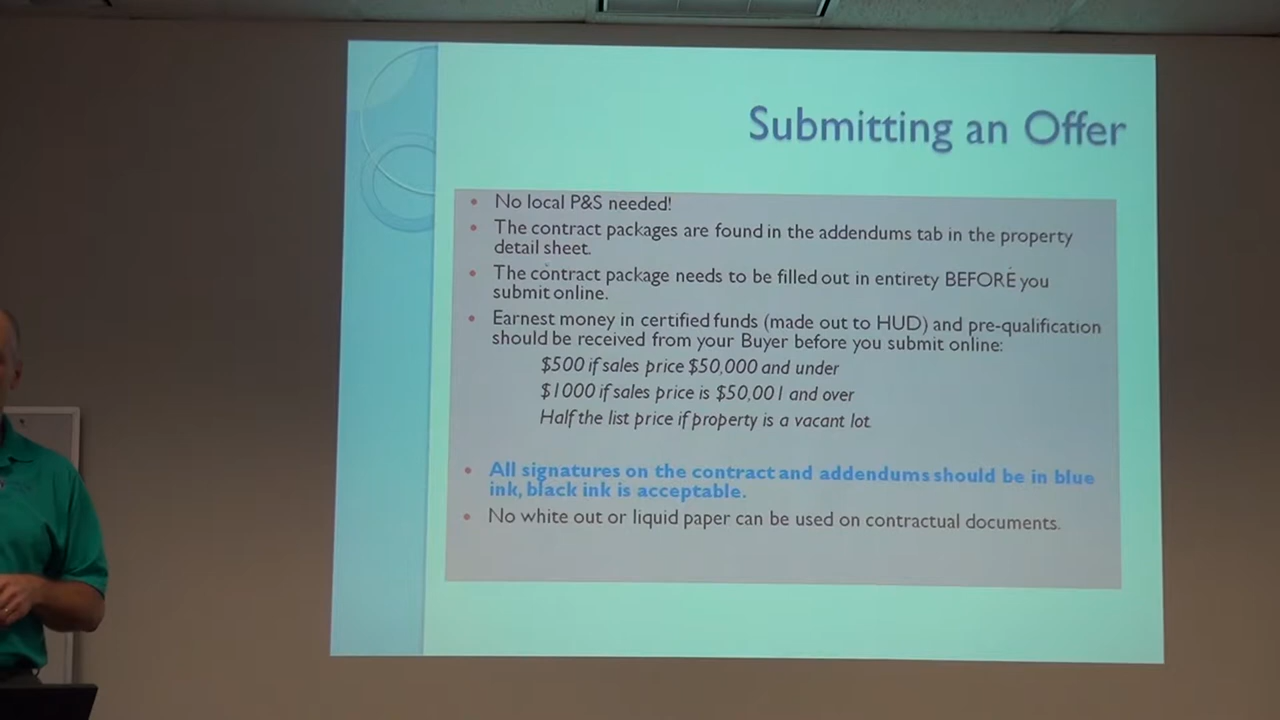 Submitting an Offer
No local P&S needed!
The contract packages are found in the addendums tab in the property
detail sheet.
The contract package needs to be filled out in entirety BEFORE you
submit online.
Earnest money in certified funds (made out to HUD) and pre-qualification
should be received from your Buyer before you submit online:
$500 if sales price $50,000 and under
$1000 if sales price is $50,001 and over
Half the list price if property is a vacant lot.
All signatures on the contract and addendums should be in blue
ink, black ink is acceptable.
No white out or liquid paper can be used on contractual documents.